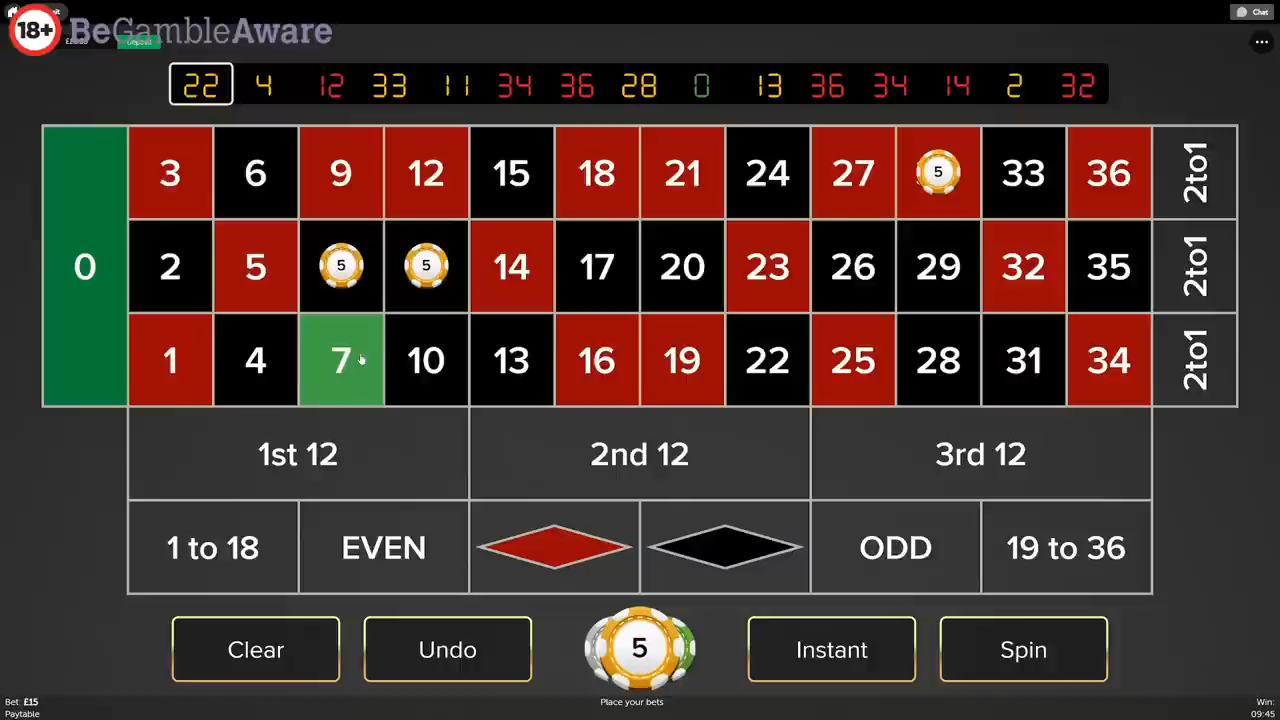 Chat
18+ BeGambleAware
Deposit
22 4 12 33 11 34 36 28 0 13 36 34 14 2 32
3 6 9 12 15 18 21 24 27 5 33 36 2to1
0 2 5 5 5 14 17 20 23 26 29 32 35 2to1
1 4 7 10 13 16 19 22 25 28 31 34 2to1
1st 12 2nd 12 3rd 12
1 to 18 EVEN ODD 19 to 36
Clear Undo 5 Instant Spin
Bet £15 Place your bets Win:
Paytable 09:45